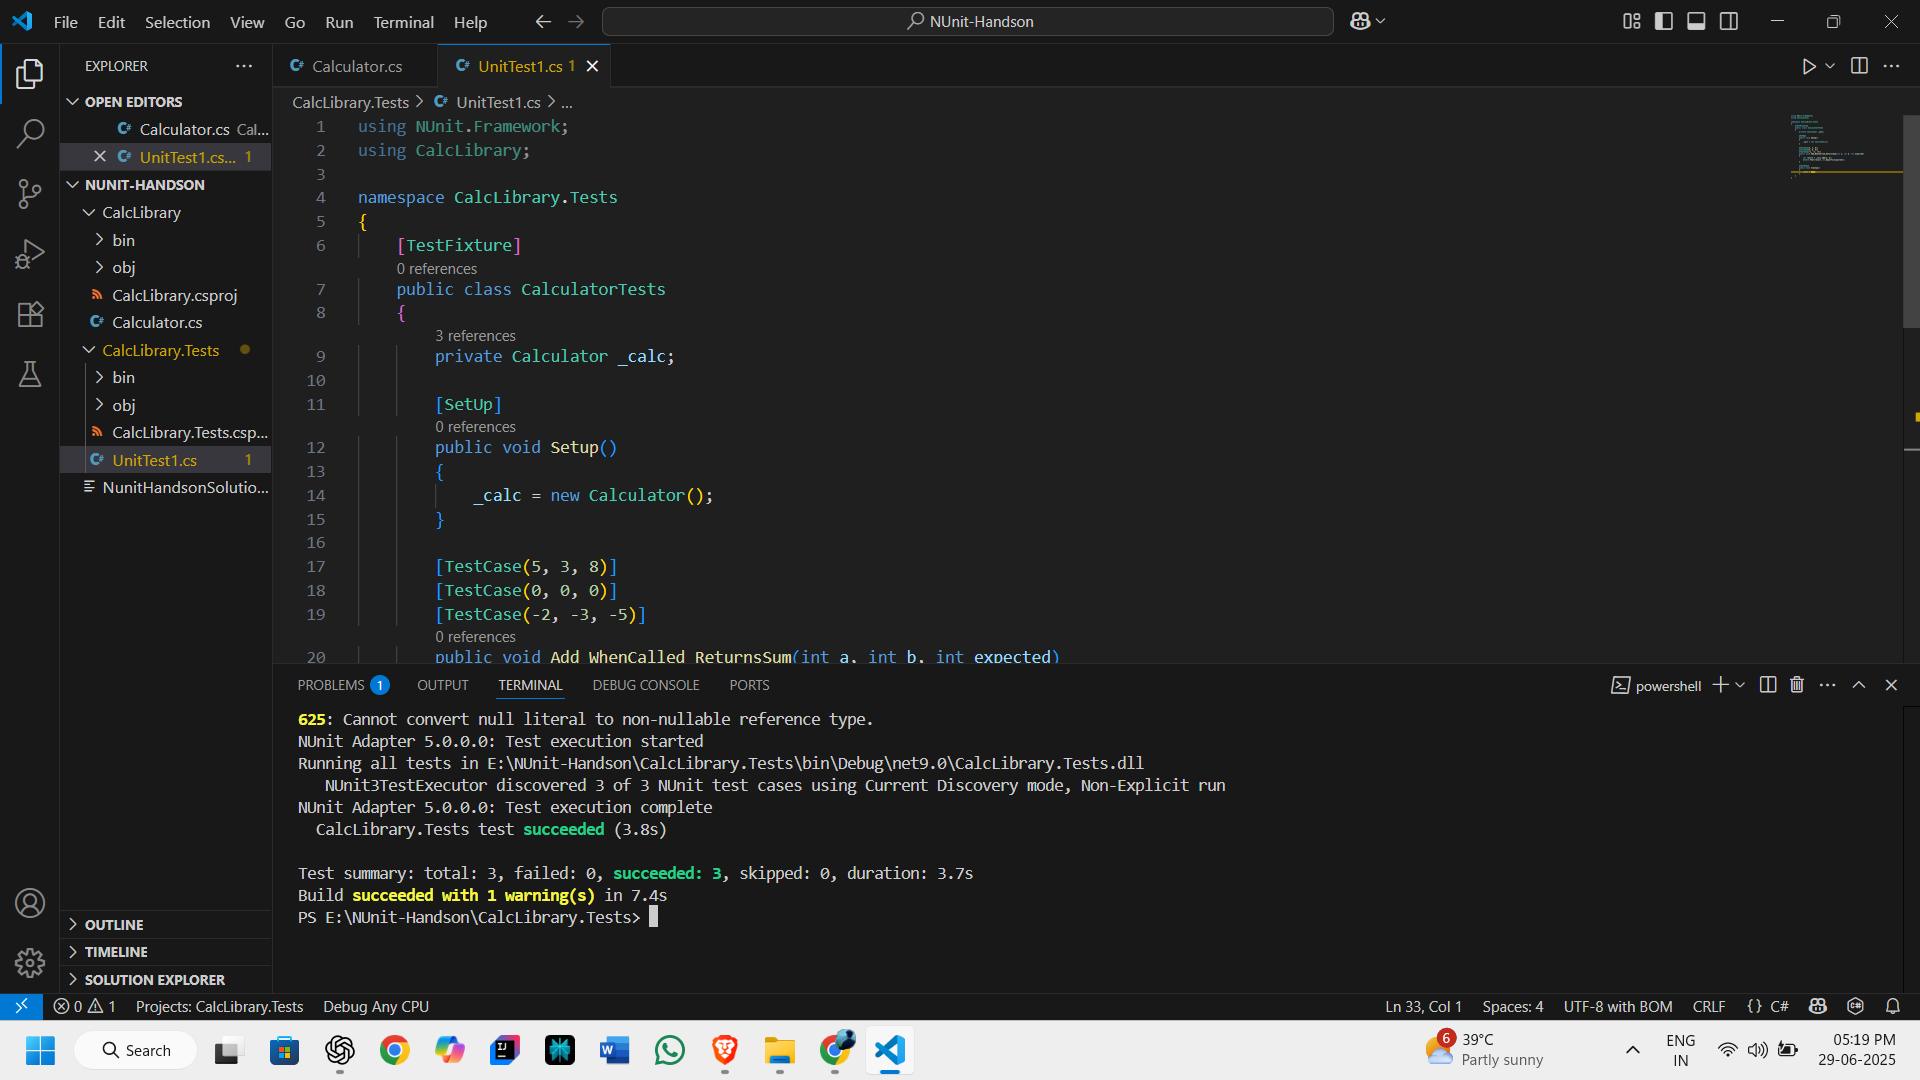 File Edit Selection View Go Run Terminal Help
NUnit-Handson
EXPLORER
OPEN EDITORS
Calculator.cs Cal...
UnitTest1.cs... 1
NUNIT-HANDSON
CalcLibrary
bin
obj
CalcLibrary.csproj
Calculator.cs
CalcLibrary.Tests
bin
obj
CalcLibrary.Tests.csp...
UnitTest1.cs 1
NunitHandsonSolutio...
OUTLINE
TIMELINE
SOLUTION EXPLORER
Calculator.cs
UnitTest1.cs 1
CalcLibrary.Tests > UnitTest1.cs > ...
1 using NUnit.Framework;
2 using CalcLibrary;
3
4 namespace CalcLibrary.Tests
5 {
6 [TestFixture]
0 references
7 public class CalculatorTests
8 {
3 references
9 private Calculator _calc;
10
11 [SetUp]
0 references
12 public void Setup()
13 {
14 _calc = new Calculator();
15 }
16
17 [TestCase(5, 3, 8)]
18 [TestCase(0, 0, 0)]
19 [TestCase(-2, -3, -5)]
0 references
20 public void Add_WhenCalled_ReturnsSum(int a, int b, int expected)
PROBLEMS 1 OUTPUT TERMINAL DEBUG CONSOLE PORTS
powershell
625: Cannot convert null literal to non-nullable reference type.
NUnit Adapter 5.0.0.0: Test execution started
Running all tests in E:\NUnit-Handson\CalcLibrary.Tests\bin\Debug\net9.0\CalcLibrary.Tests.dll
NUnit3TestExecutor discovered 3 of 3 NUnit test cases using Current Discovery mode, Non-Explicit run
NUnit Adapter 5.0.0.0: Test execution complete
CalcLibrary.Tests test succeeded (3.8s)
Test summary: total: 3, failed: 0, succeeded: 3, skipped: 0, duration: 3.7s
Build succeeded with 1 warning(s) in 7.4s
PS E:\NUnit-Handson\CalcLibrary.Tests>
0 1 Projects: CalcLibrary.Tests Debug Any CPU
Ln 33, Col 1 Spaces: 4 UTF-8 with BOM CRLF {} C#
Search
6
39°C
Partly sunny
ENG
IN
05:19 PM
29-06-2025